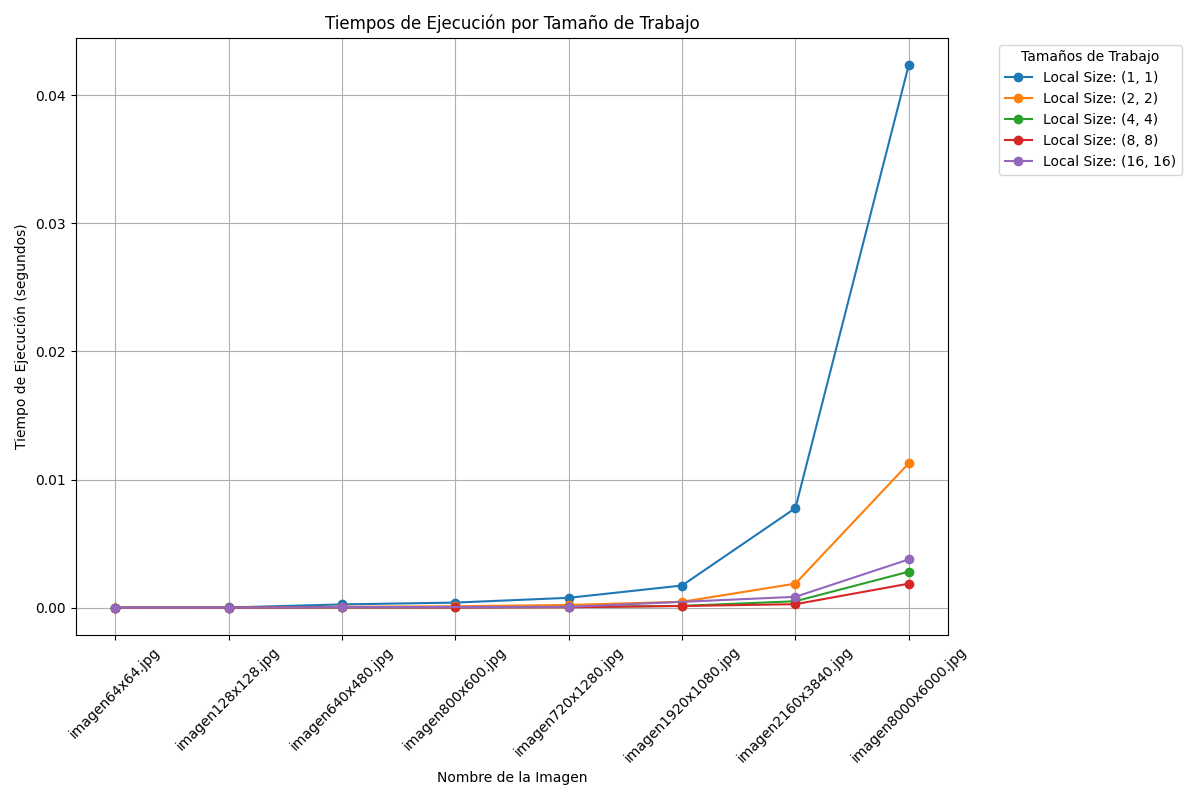 Tiempos de Ejecución por Tamaño de Trabajo
Tamaños de Trabajo
Local Size: (1, 1)
Local Size: (2, 2)
Local Size: (4, 4)
Local Size: (8, 8)
Local Size: (16, 16)
Tiempo de Ejecución (segundos)
0.04
0.03
0.02
0.01
0.00
imagen64x64.jpg
imagen128x128.jpg
imagen640x480.jpg
imagen800x600.jpg
imagen720x1280.jpg
imagen1920x1080.jpg
imagen2160x3840.jpg
imagen8000x6000.jpg
Nombre de la Imagen